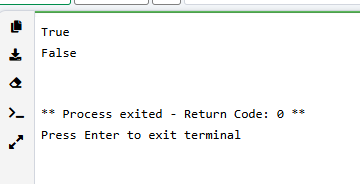 True
False
** Process exited - Return Code: 0 **
Press Enter to exit terminal